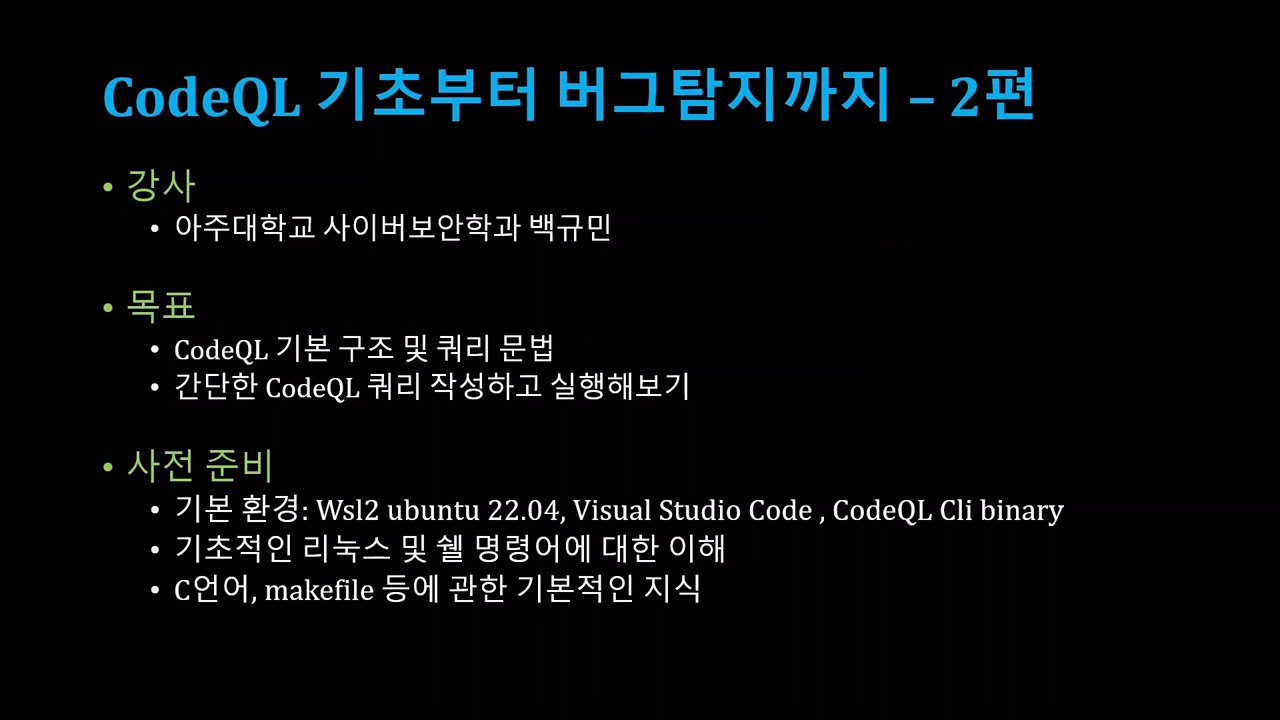 CodeQL 기초부터 버그탐지까지 – 2편
• 강사
• 아주대학교 사이버보안학과 백규민
• 목표
• CodeQL 기본 구조 및 쿼리 문법
• 간단한 CodeQL 쿼리 작성하고 실행해보기
• 사전 준비
• 기본 환경: Wsl2 ubuntu 22.04, Visual Studio Code , CodeQL Cli binary
• 기초적인 리눅스 및 쉘 명령어에 대한 이해
• C언어, makefile 등에 관한 기본적인 지식